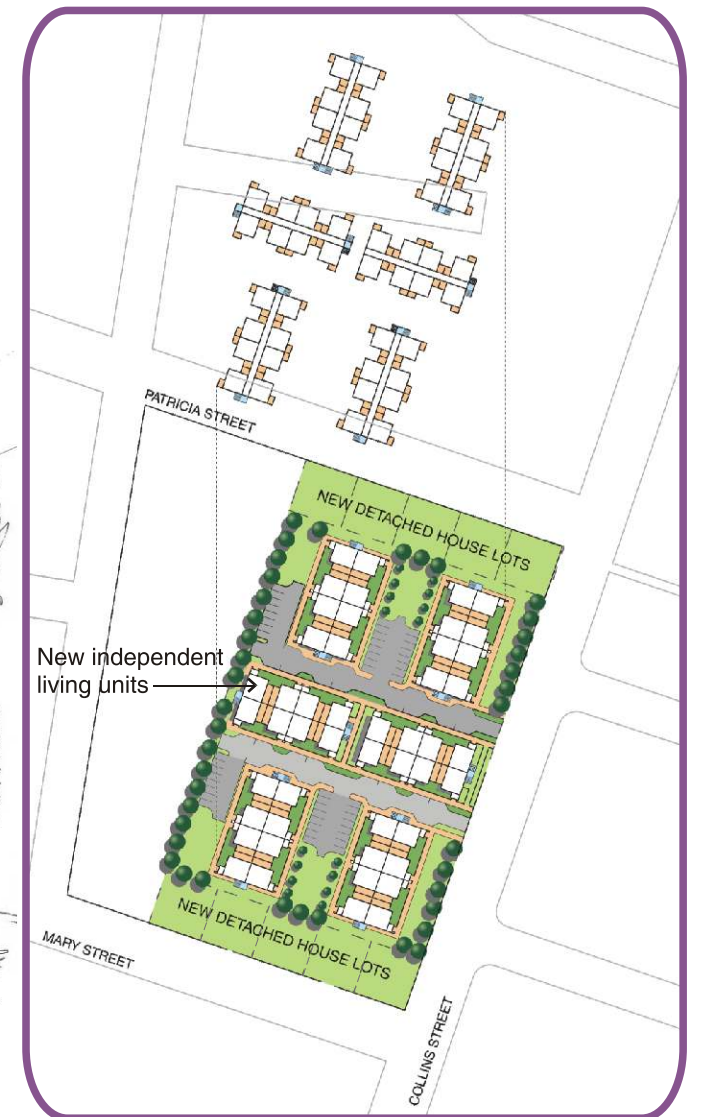 PATRICIA STREET
NEW DETACHED HOUSE LOTS
New independent
living units
NEW DETACHED HOUSE LOTS
MARY STREET
COLLINS STREET